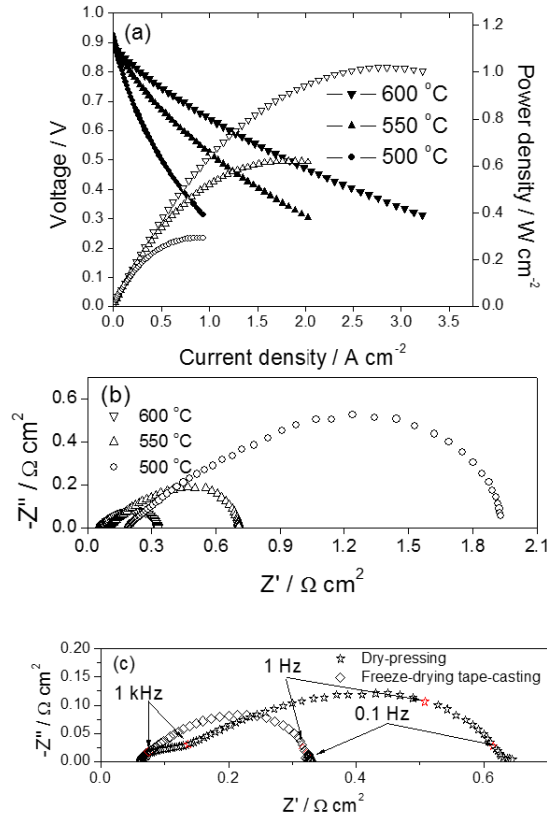 (a)
Voltage / V
1.0
0.9
0.8
0.7
0.6
0.5
0.4
0.3
0.2
0.1
0.0
600 °C
550 °C
500 °C
1.2
1.0
0.8
0.6
0.4
0.2
0.0
Power density / W cm-2
0.0 0.5 1.0 1.5 2.0 2.5 3.0 3.5
Current density / A cm-2
(b)
-Z" / Ω cm2
0.6
0.4
0.2
0.0
600 °C
550 °C
500 °C
0.0 0.3 0.6 0.9 1.2 1.5 1.8 2.1
Z' / Ω cm2
(c)
-Z" / Ω cm2
0.20
0.15
0.10
0.05
0.00
Dry-pressing
Freeze-drying tape-casting
1 kHz
1 Hz
0.1 Hz
0.0 0.2 0.4 0.6
Z' / Ω cm2